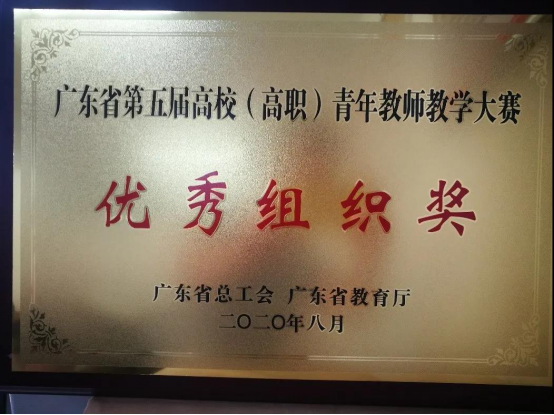 广东省第五届高校（高职）青年教师教学大赛
优秀组织奖
广东省总工会 广东省教育厅
二〇二〇年八月